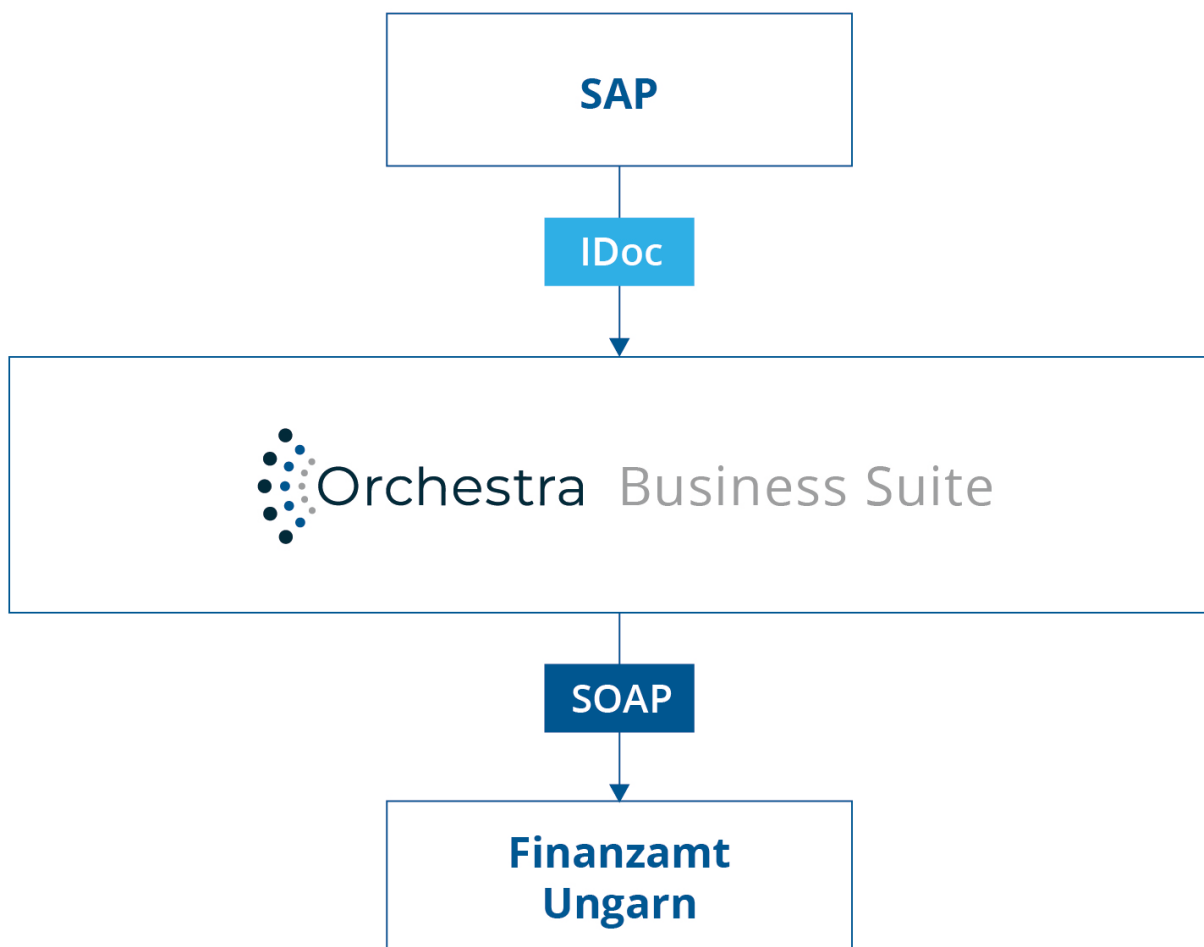 SAP
IDoc
Orchestra Business Suite
SOAP
Finanzamt
Ungarn